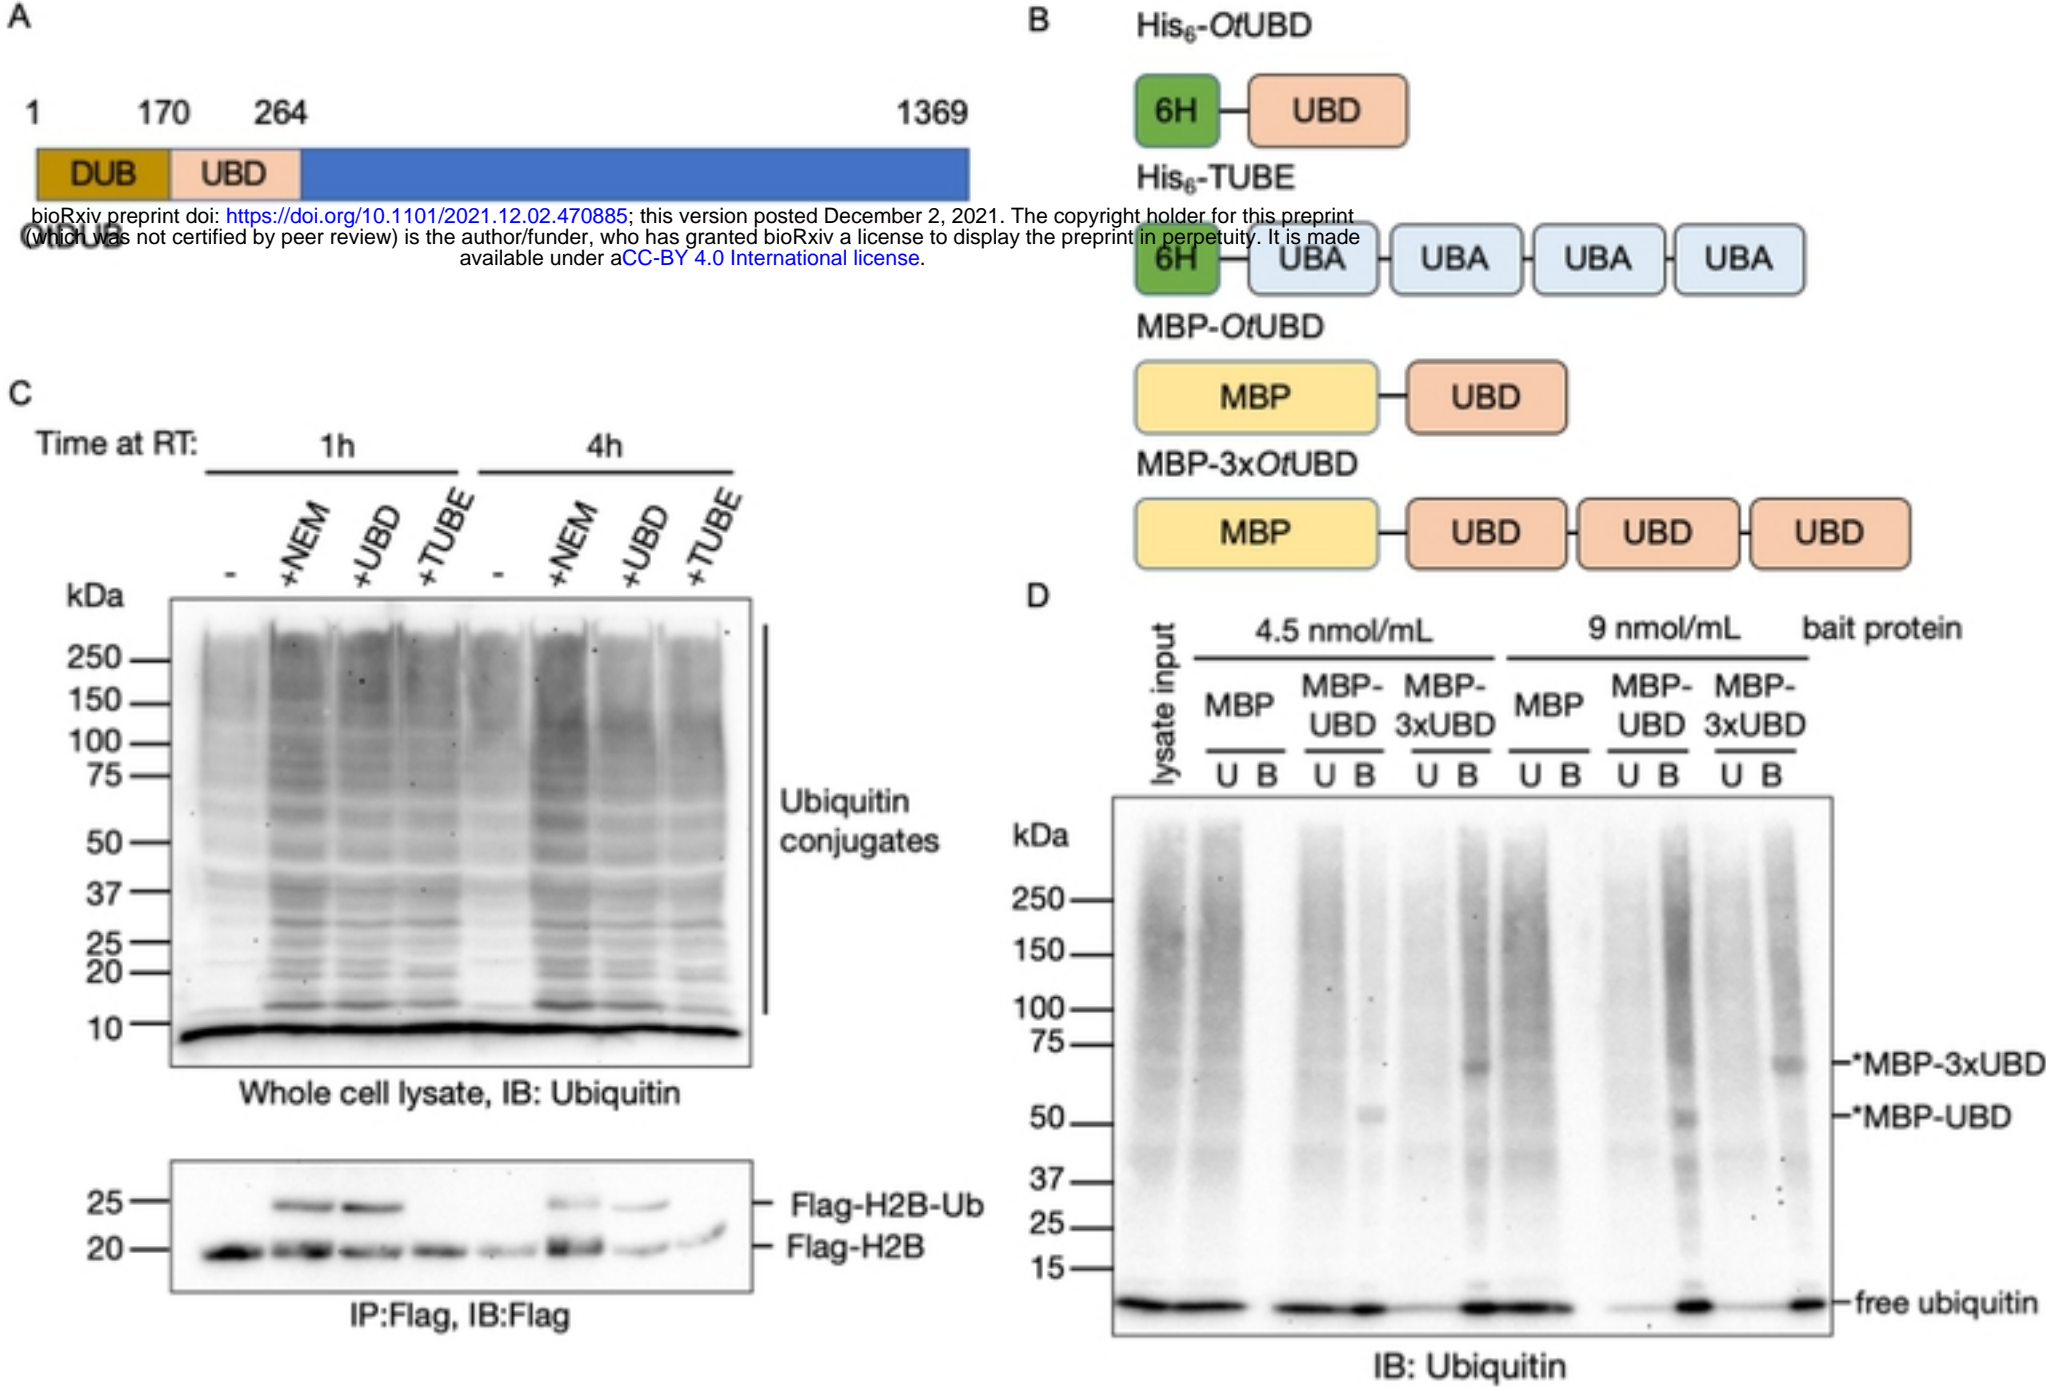 A
1 170 264 1369
DUB UBD
OtDUB
bioRxiv preprint doi: https://doi.org/10.1101/2021.12.02.470885; this version posted December 2, 2021. The copyright holder for this preprint
(which was not certified by peer review) is the author/funder, who has granted bioRxiv a license to display the preprint in perpetuity. It is made
available under aCC-BY 4.0 International license.
B
His6-OtUBD
6H UBD
His6-TUBE
6H UBA UBA UBA UBA
MBP-OtUBD
MBP UBD
MBP-3xOtUBD
MBP UBD UBD UBD
C
Time at RT: 1h 4h
- +NEM +UBD +TUBE - +NEM +UBD +TUBE
kDa
250
150
100
75
50
37
25
20
10
Ubiquitin
conjugates
Whole cell lysate, IB: Ubiquitin
25 Flag-H2B-Ub
20 Flag-H2B
IP:Flag, IB:Flag
D
4.5 nmol/mL 9 nmol/mL bait protein
lysate input
MBP MBP-UBD MBP-3xUBD MBP MBP-UBD MBP-3xUBD
U B U B U B U B U B U B
kDa
250
150
100
75
*MBP-3xUBD
50 *MBP-UBD
37
25
15
free ubiquitin
IB: Ubiquitin